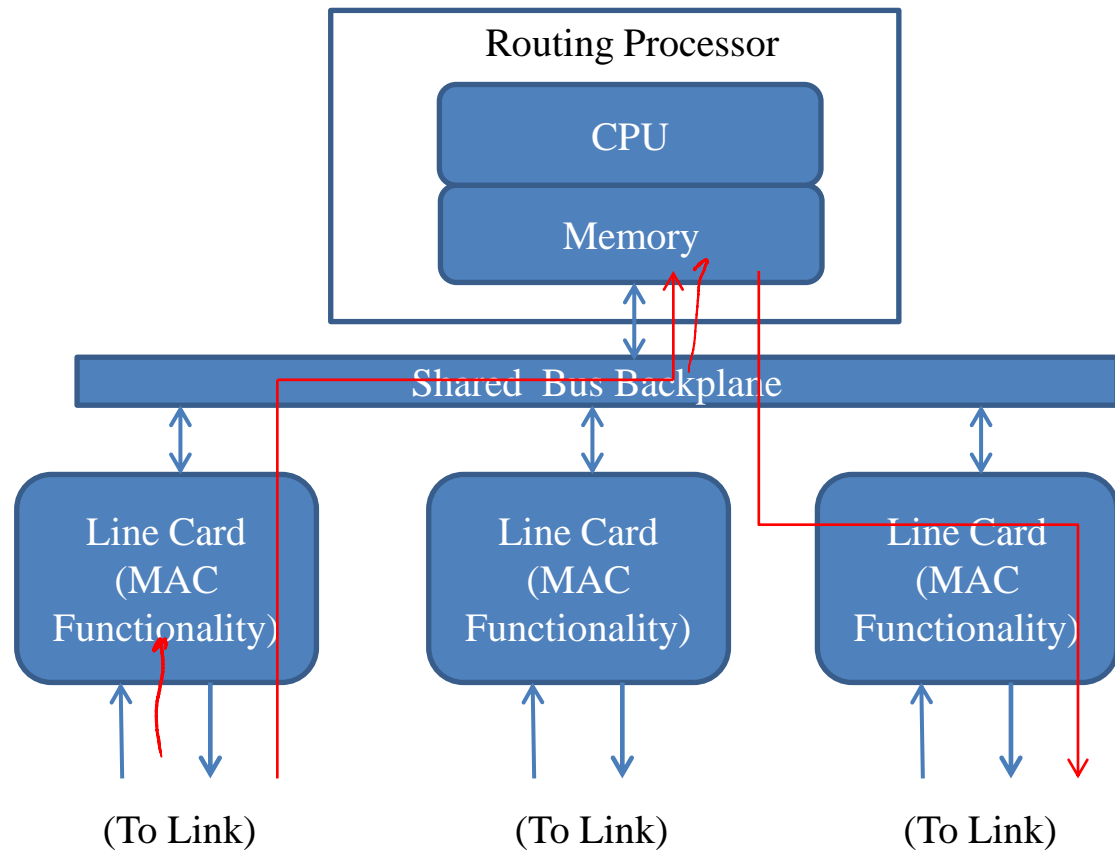 Routing Processor
CPU
Memory
Shared Bus Backplane
Line Card
(MAC
Functionality)
Line Card
(MAC
Functionality)
Line Card
(MAC
Functionality)
(To Link)
(To Link)
(To Link)